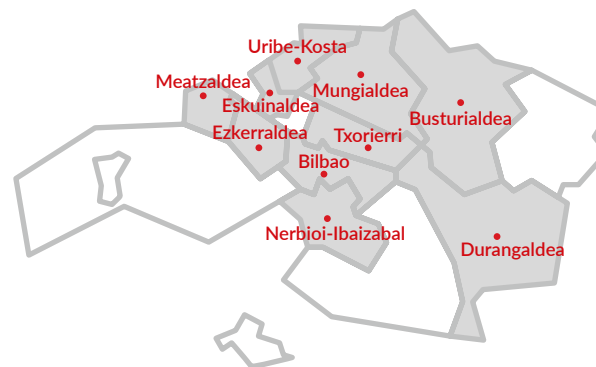 Uribe-Kosta
Meatzaldea
Mungialdea
Eskuinaldea
Busturialdea
Ezkerraldea
Txorierri
Bilbao
Nerbioi-Ibaizabal
Durangaldea